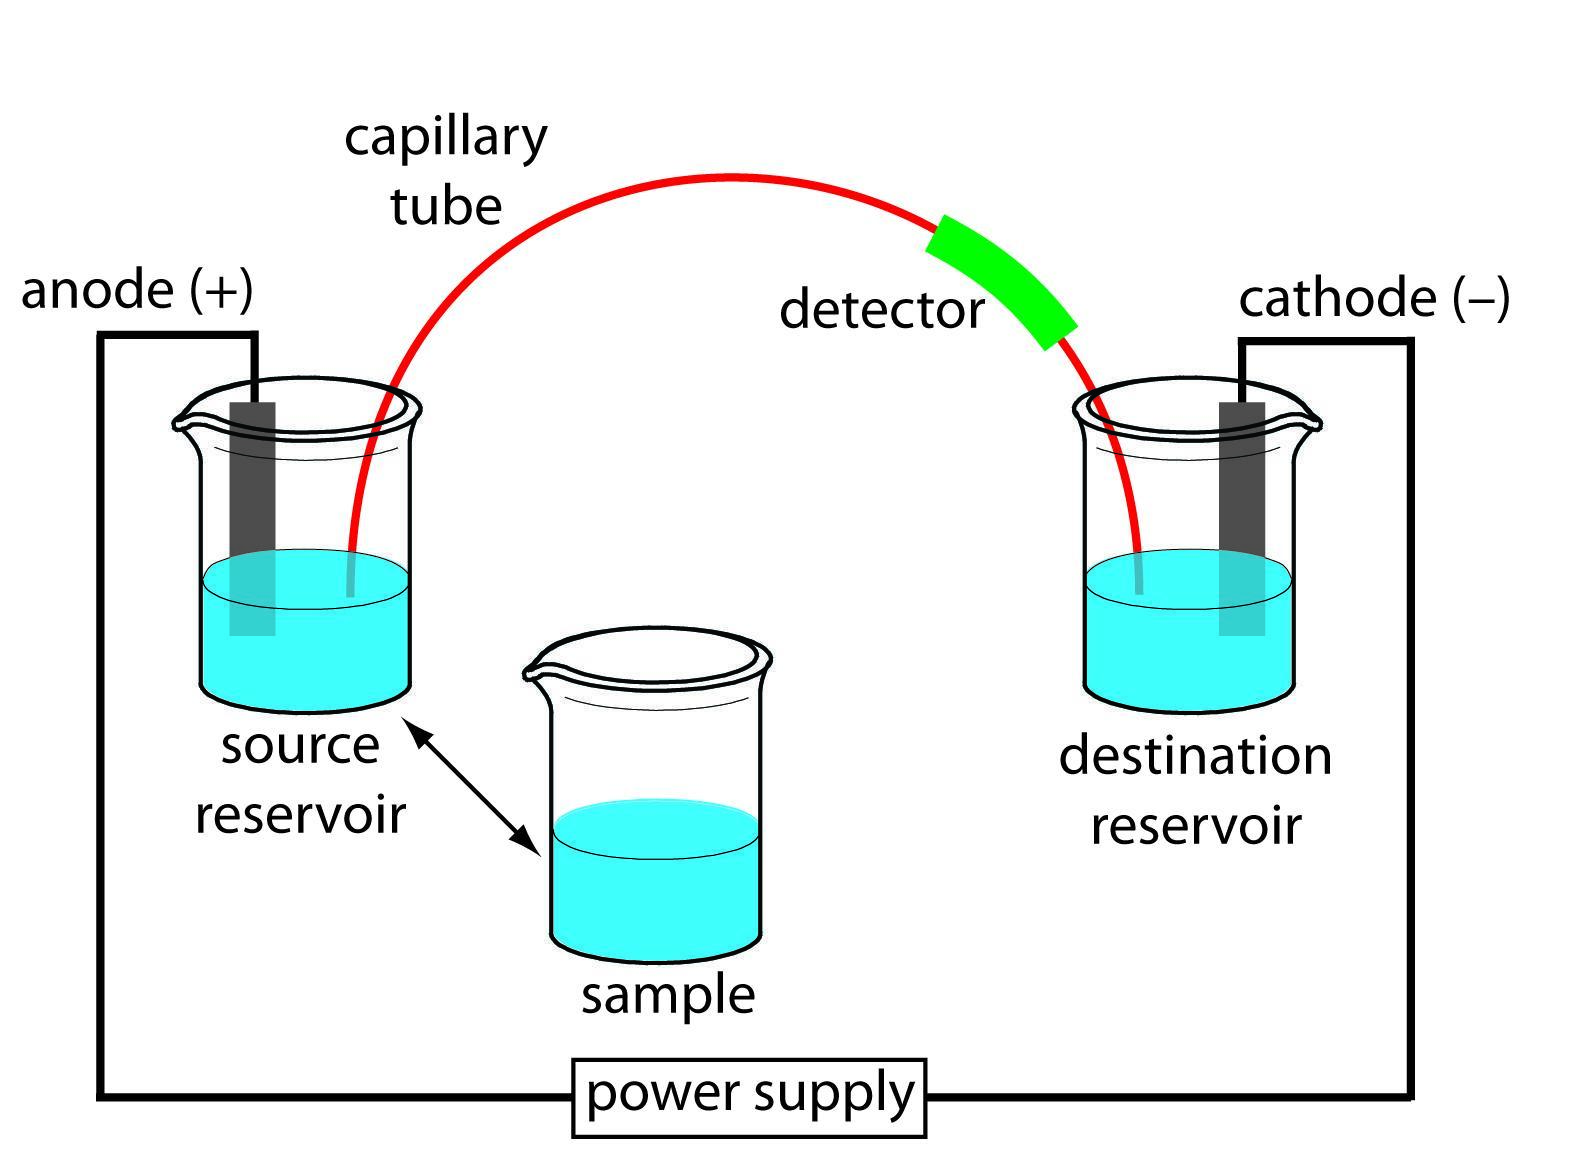 capillary
tube
anode (+)
detector
cathode (–)
source
reservoir
destination
reservoir
sample
power supply